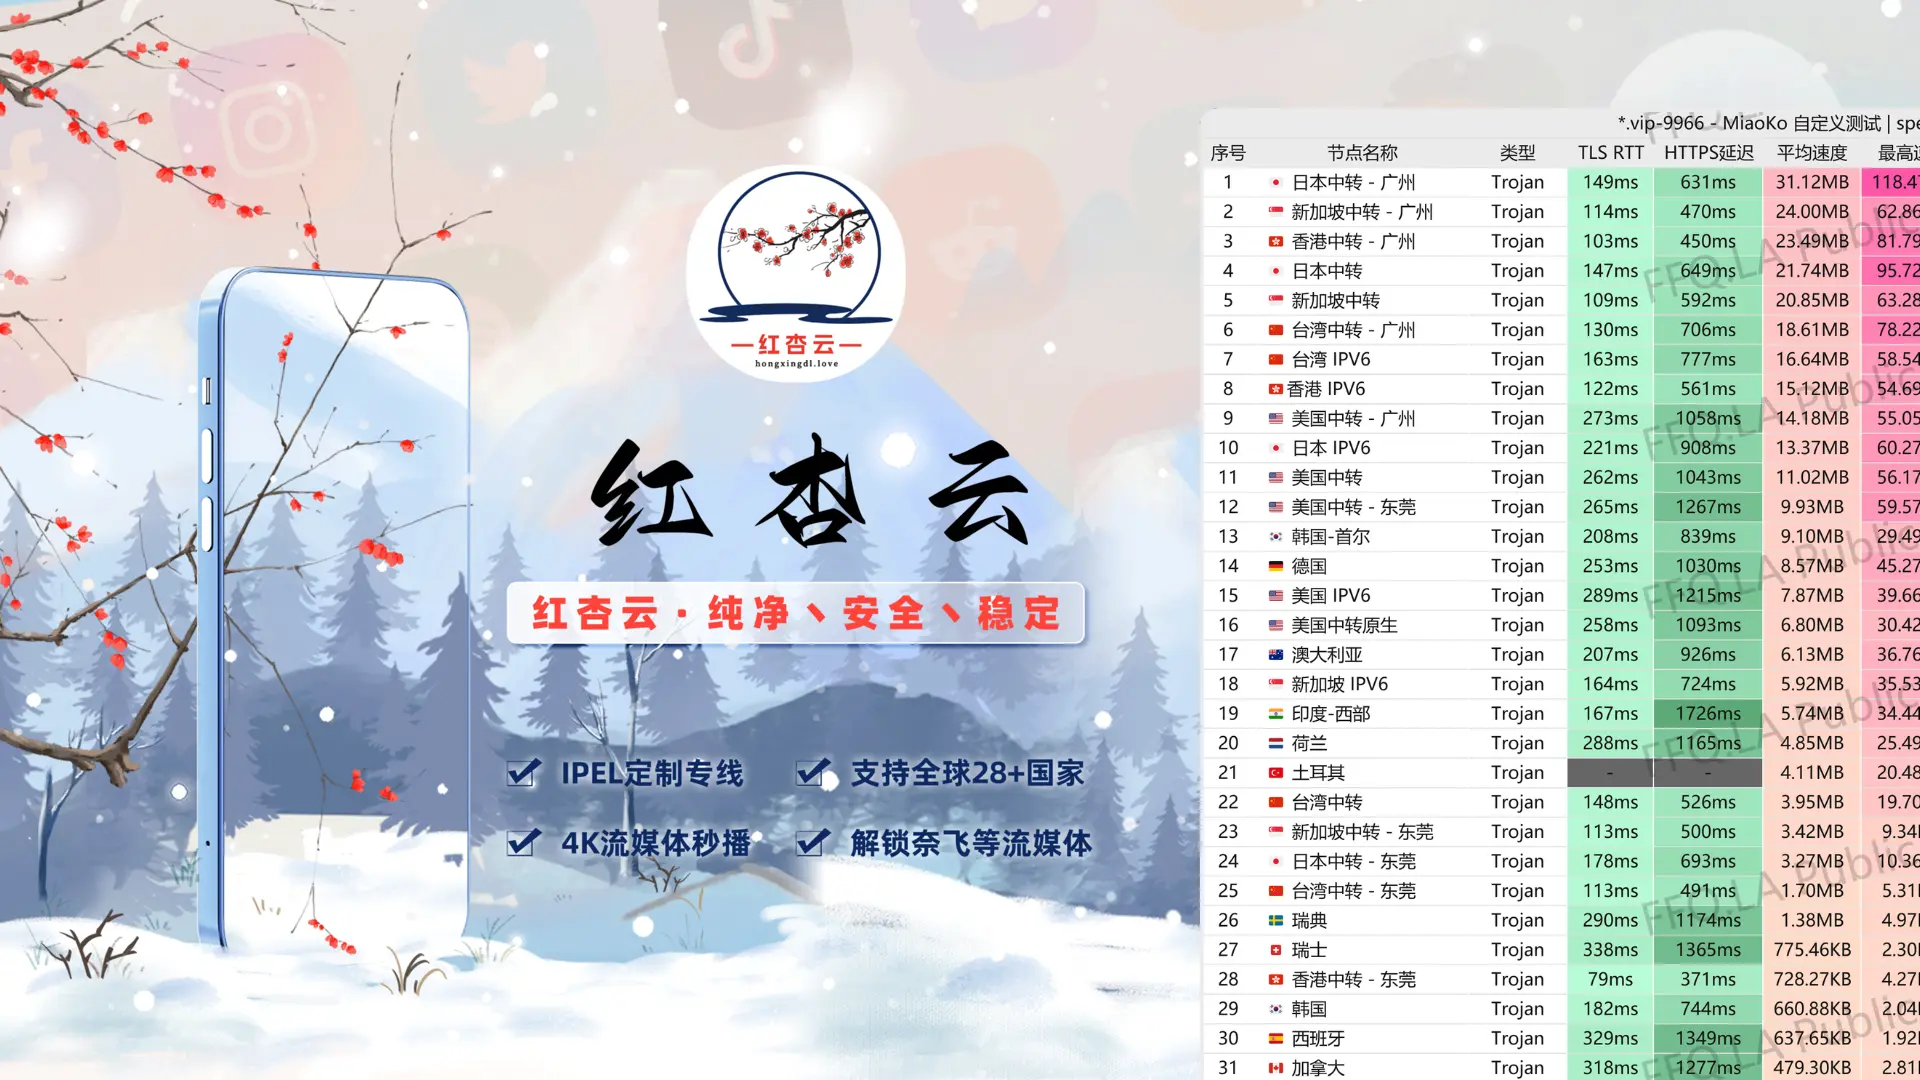 红杏云
hongxingdl.love
红杏云
红杏云·纯净、安全、稳定
IPEL定制专线
支持全球28+国家
4K流媒体秒播
解锁奈飞等流媒体
*.vip-9966 - MiaoKo 自定义测试 | spe
序号 节点名称 类型 TLS RTT HTTPS延迟 平均速度 最高
1 日本中转 - 广州 Trojan 149ms 631ms 31.12MB 118.47
2 新加坡中转 - 广州 Trojan 114ms 470ms 24.00MB 62.86
3 香港中转 - 广州 Trojan 103ms 450ms 23.49MB 81.79
4 日本中转 Trojan 147ms 649ms 21.74MB 95.72
5 新加坡中转 Trojan 109ms 592ms 20.85MB 63.28
6 台湾中转 - 广州 Trojan 130ms 706ms 18.61MB 78.22
7 台湾 IPV6 Trojan 163ms 777ms 16.64MB 58.54
8 香港 IPV6 Trojan 122ms 561ms 15.12MB 54.69
9 美国中转 - 广州 Trojan 273ms 1058ms 14.18MB 55.05
10 日本 IPV6 Trojan 221ms 908ms 13.37MB 60.27
11 美国中转 Trojan 262ms 1043ms 11.02MB 56.17
12 美国中转 - 东莞 Trojan 265ms 1267ms 9.93MB 59.57
13 韩国-首尔 Trojan 208ms 839ms 9.10MB 29.49
14 德国 Trojan 253ms 1030ms 8.57MB 45.27
15 美国 IPV6 Trojan 289ms 1215ms 7.87MB 39.66
16 美国中转原生 Trojan 258ms 1093ms 6.80MB 30.42
17 澳大利亚 Trojan 207ms 926ms 6.13MB 36.76
18 新加坡 IPV6 Trojan 164ms 724ms 5.92MB 35.53
19 印度-西部 Trojan 167ms 1726ms 5.74MB 34.44
20 荷兰 Trojan 288ms 1165ms 4.85MB 25.49
21 土耳其 Trojan - - 4.11MB 20.48
22 台湾中转 Trojan 148ms 526ms 3.95MB 19.70
23 新加坡中转 - 东莞 Trojan 113ms 500ms 3.42MB 9.34
24 日本中转 - 东莞 Trojan 178ms 693ms 3.27MB 10.36
25 台湾中转 - 东莞 Trojan 113ms 491ms 1.70MB 5.31
26 瑞典 Trojan 290ms 1174ms 1.38MB 4.97
27 瑞士 Trojan 338ms 1365ms 775.46KB 2.30
28 香港中转 - 东莞 Trojan 79ms 371ms 728.27KB 4.27
29 韩国 Trojan 182ms 744ms 660.88KB 2.04
30 西班牙 Trojan 329ms 1349ms 637.65KB 1.92
31 加拿大 Trojan 318ms 1277ms 479.30KB 2.81